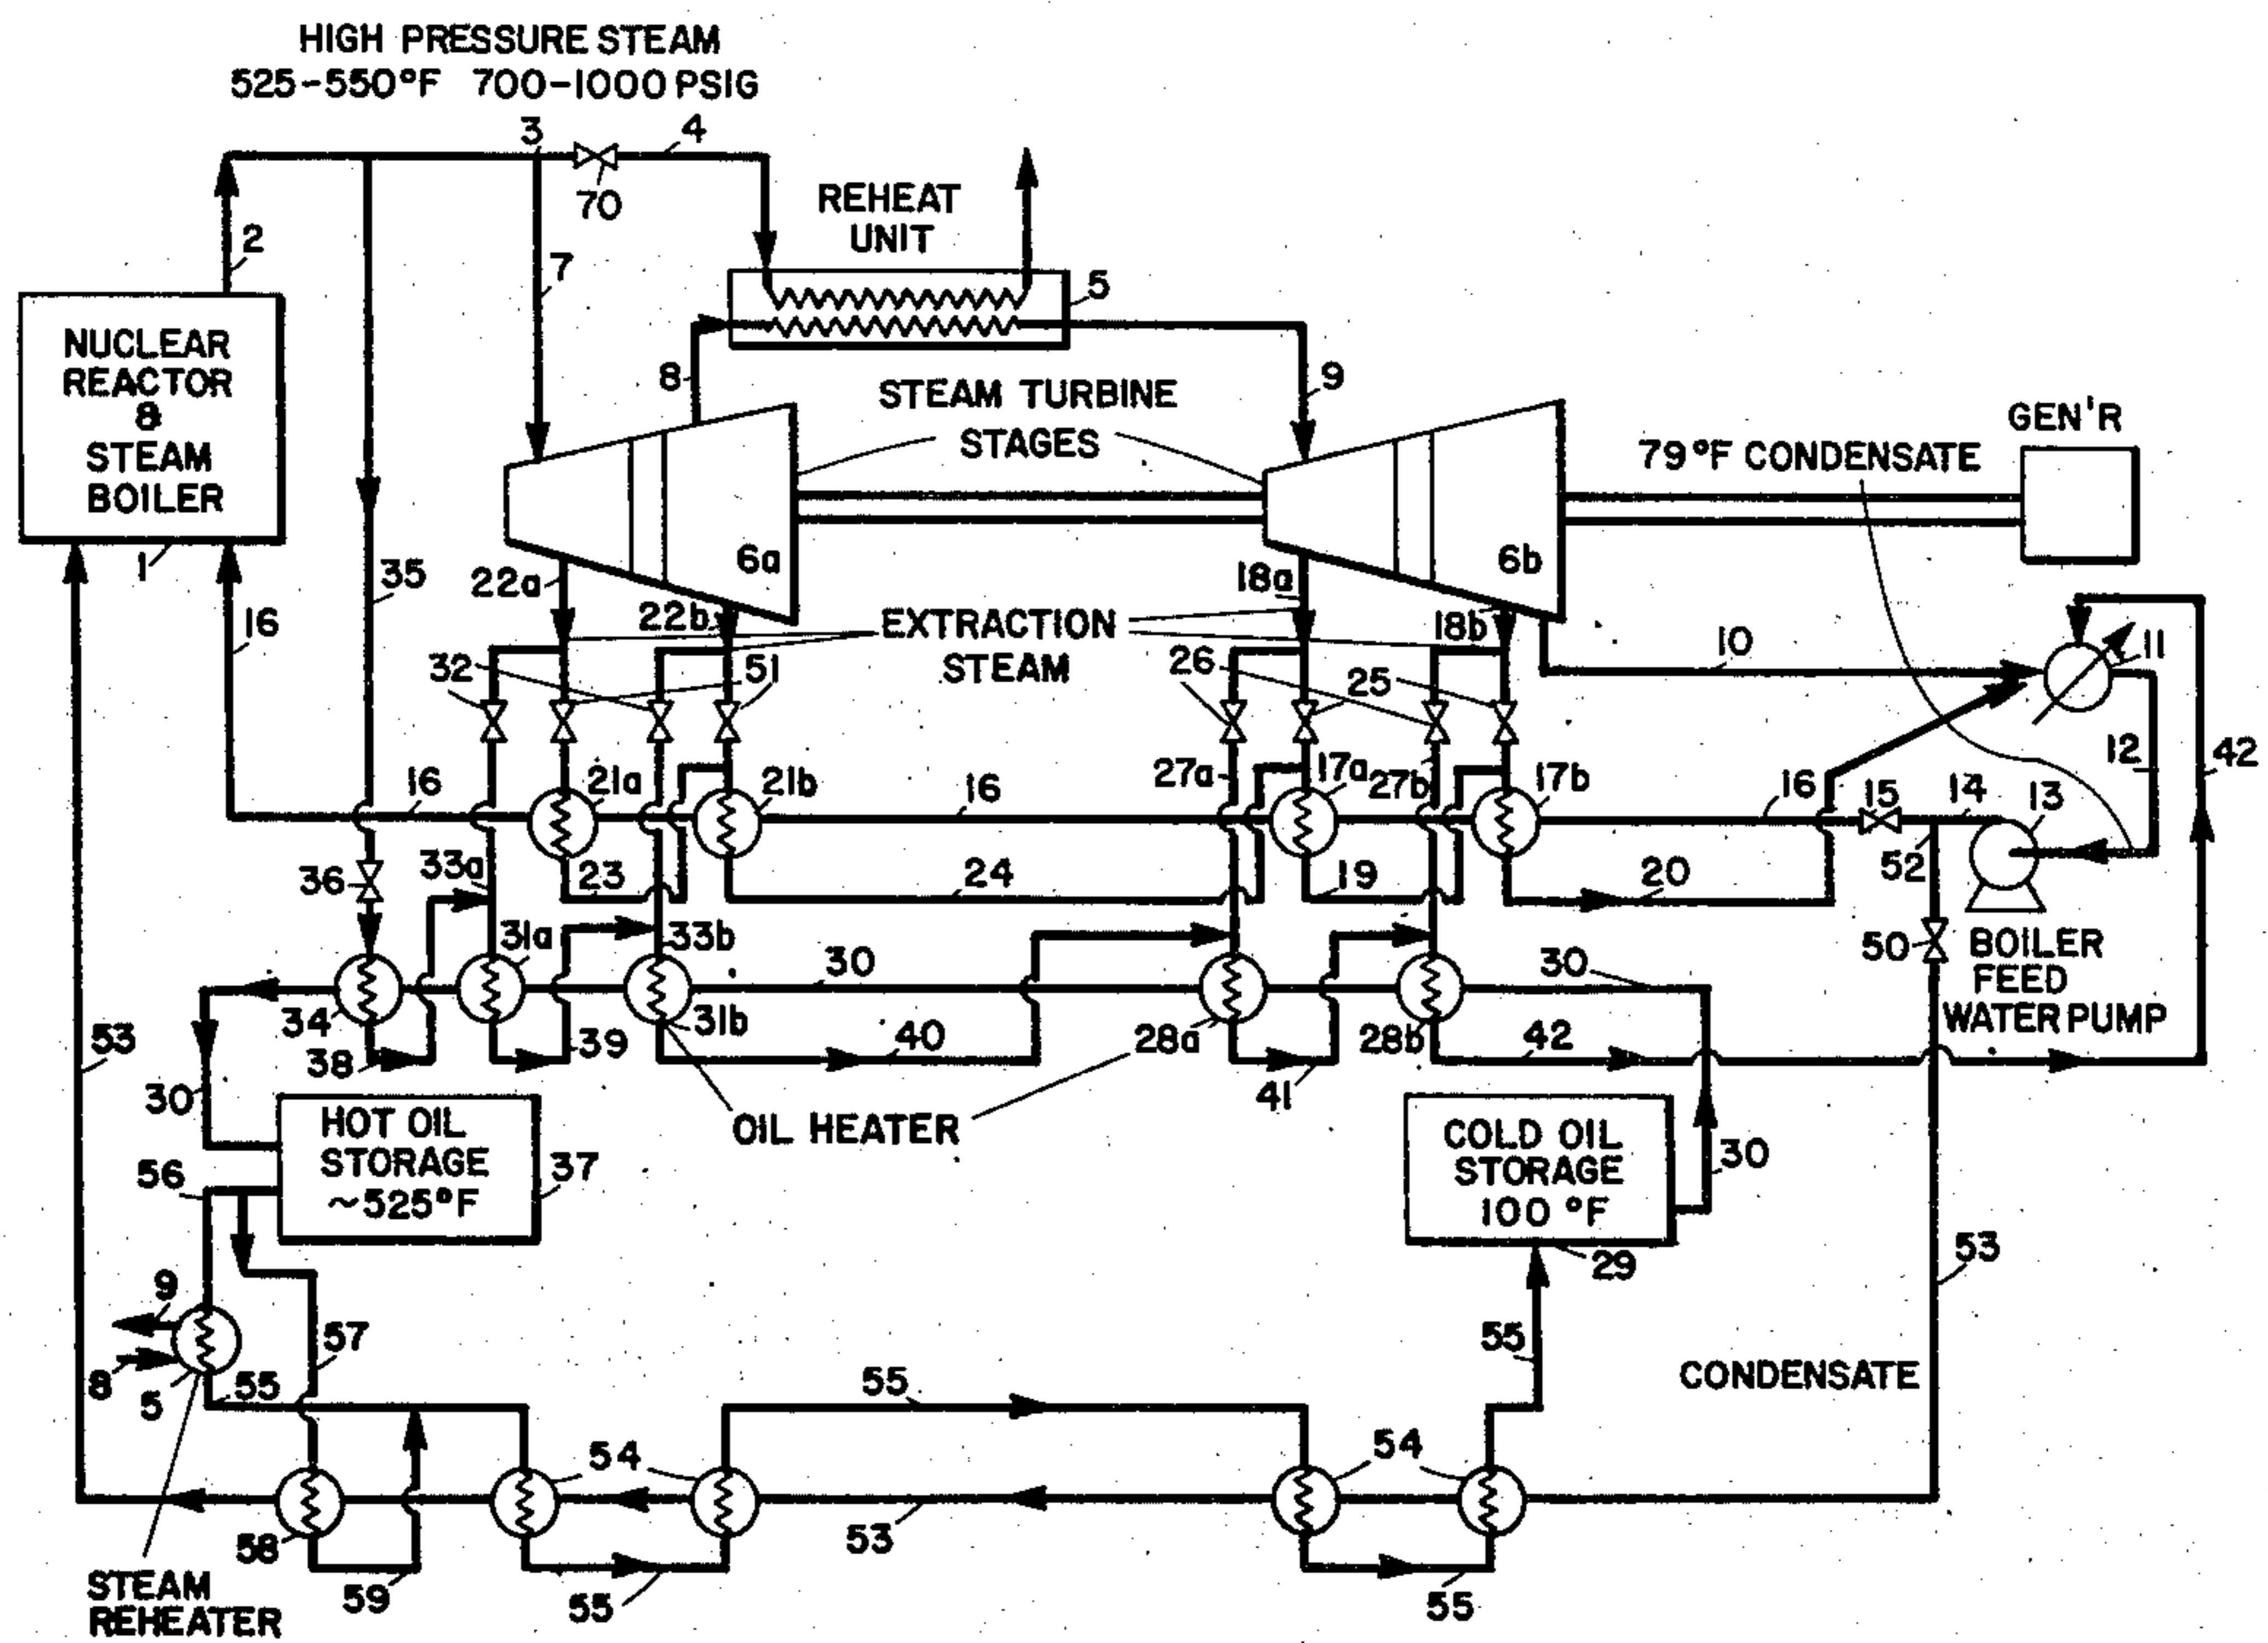 HIGH PRESSURE STEAM
525-550°F 700-1000 PSIG
3
4
70
REHEAT
UNIT
2
7
5
NUCLEAR
REACTOR
&
STEAM
BOILER
8
9
STEAM TURBINE
STAGES
GEN'R
79°F CONDENSATE
1
35
6a
6b
22a
18a
16
22b
EXTRACTION
STEAM
18b
10
11
32
51
26
25
12
42
27a
17a
27b
17b
16
21a
21b
16
16
15
14
13
36
33a
23
24
19
20
52
31a
33b
30
30
50
BOILER
FEED
WATER PUMP
34
38
39
31b
40
28a
28b
42
53
41
30
HOT OIL
STORAGE
~525°F
37
OIL HEATER
COLD OIL
STORAGE
100 °F
30
56
29
53
9
57
8
5
55
55
55
CONDENSATE
54
54
58
53
59
55
55
STEAM
REHEATER